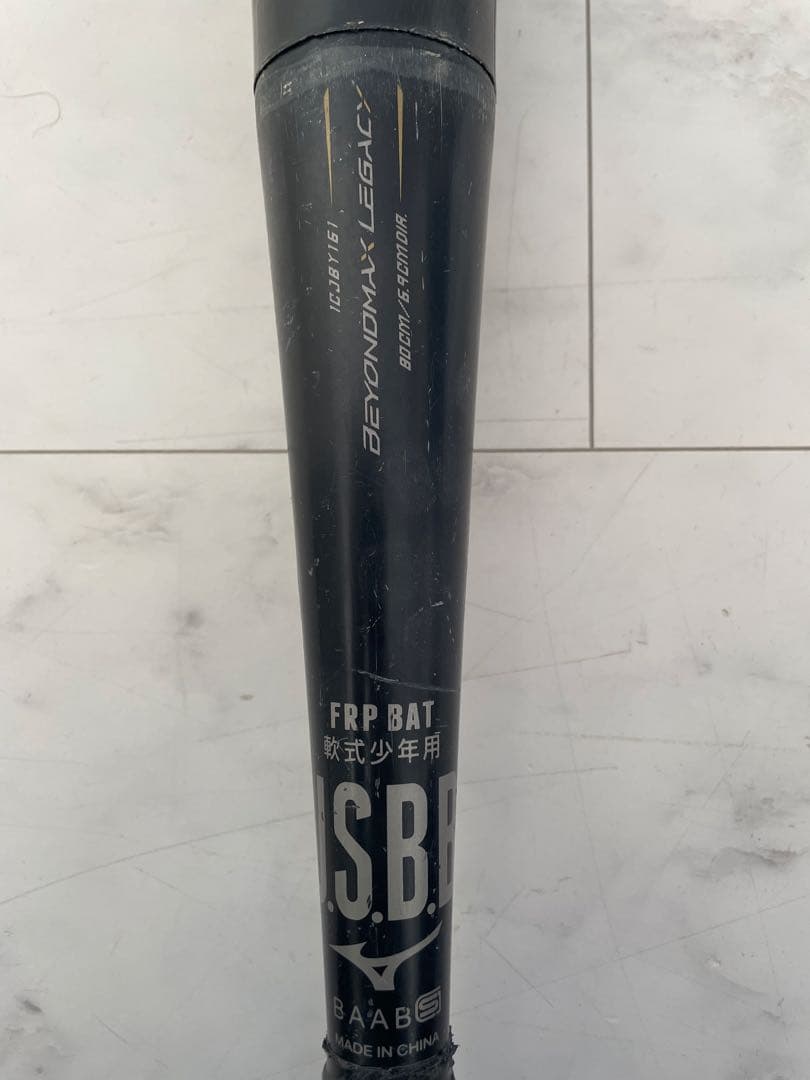 1CJBY161
BEYONDMAX LEGACY
80CM/6.9CMDIA.
FRP BAT
軟式少年用
J.S.B.B
BAAB S
MADE IN CHINA